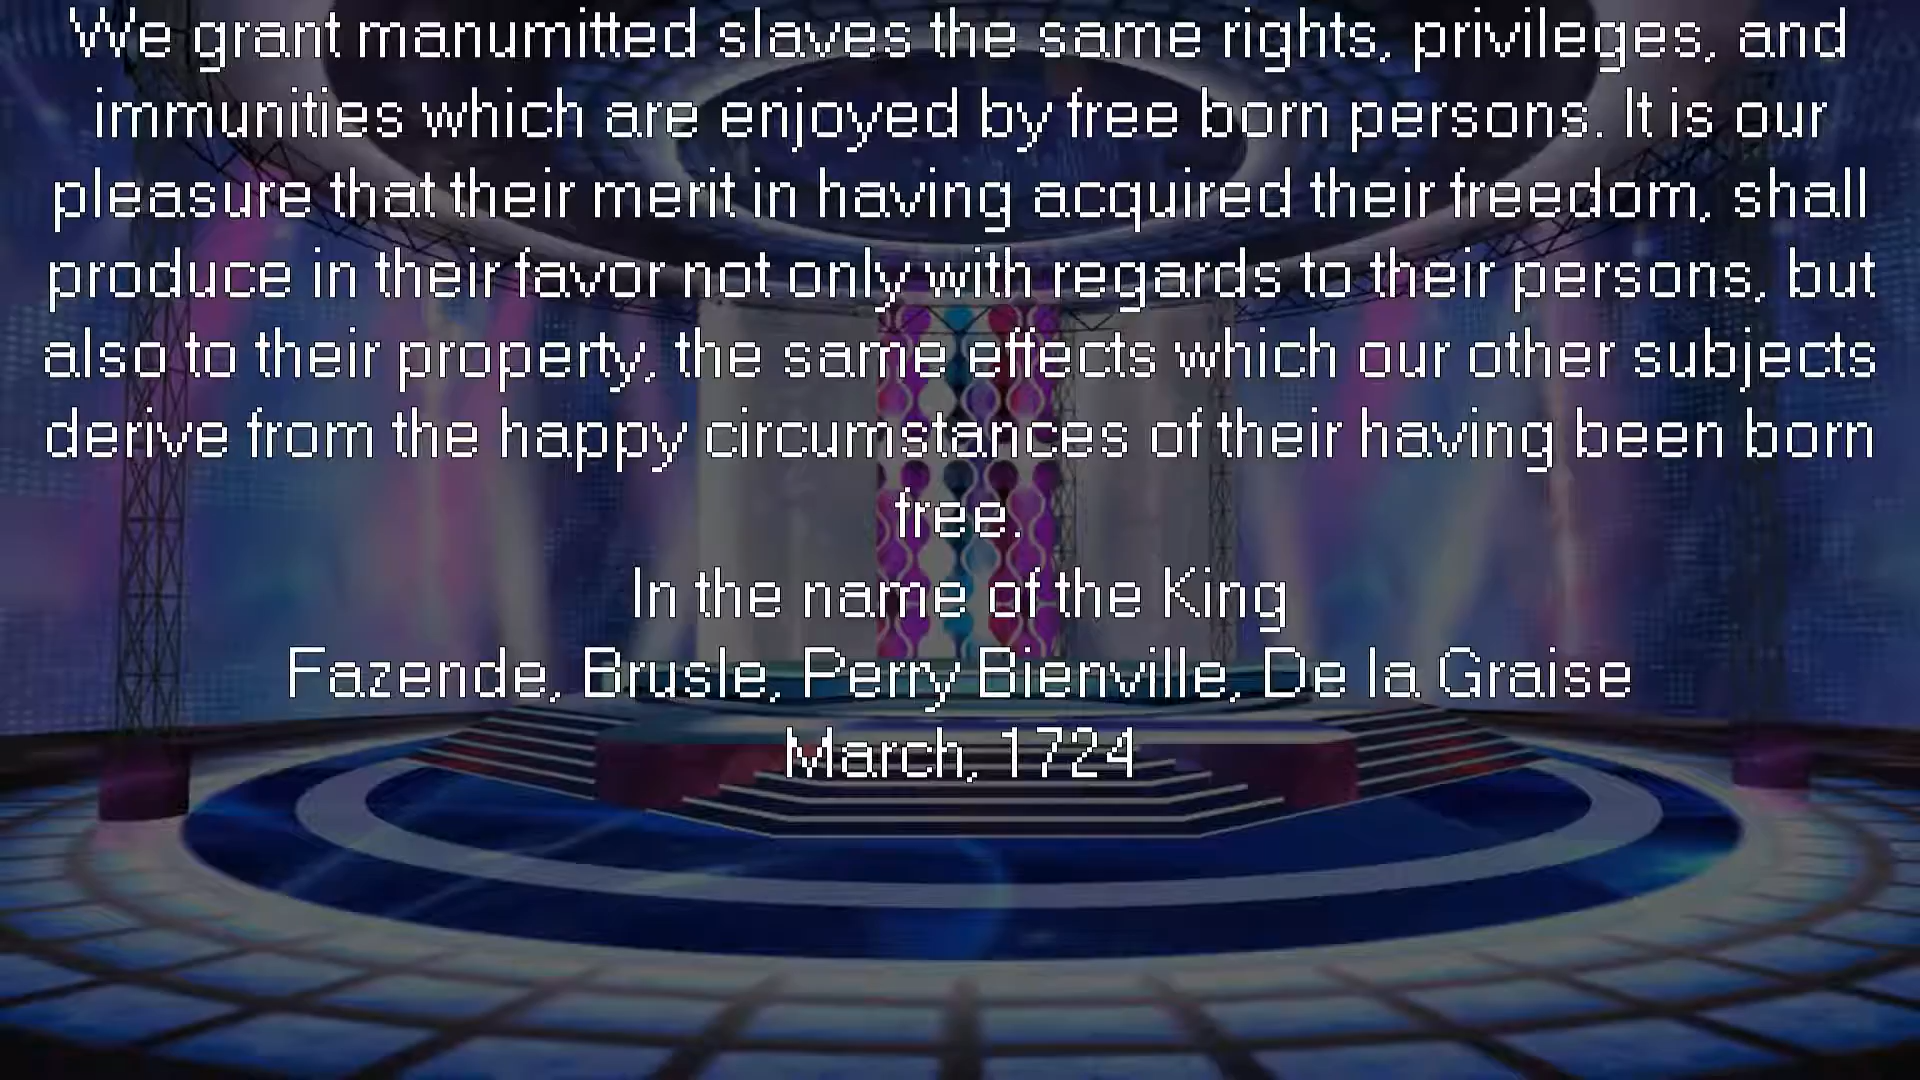 We grant manumitted slaves the same rights, privileges, and
immunities which are enjoyed by free born persons. It is our
pleasure that their merit in having acquired their freedom, shall
produce in their favor not only with regards to their persons, but
also to their property, the same effects which our other subjects
derive from the happy circumstances of their having been born
free.
In the name of the King
Fazende, Brusle, Perry Bienville, De la Graise
March, 1724